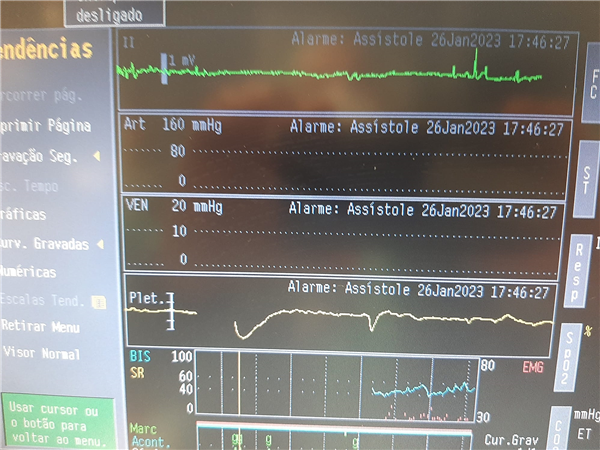 desligado
endências
II
Alarme: Assístole 26Jan2023 17:46:27
1 mV
rcorrer pág.
primir Página
Art 160 mmHg
Alarme: Assístole 26Jan2023 17:46:27
80
0
avação Seg.
sc. Tempo
ráficas
urv. Gravadas
VEN 20 mmHg
Alarme: Assístole 26Jan2023 17:46:27
10
0
Numéricas
Escalas Tend.
Retirar Menu
Visor Normal
Plet.
Alarme: Assístole 26Jan2023 17:46:27
BIS 100
SR
60
40
0
80
EMG
30
Usar cursor ou
o botão para
voltar ao menu.
Marc
Acont.
gg g g
Cur.Grav
F
C
ST
Resp
SpO2
%
CO
mmHg
ET